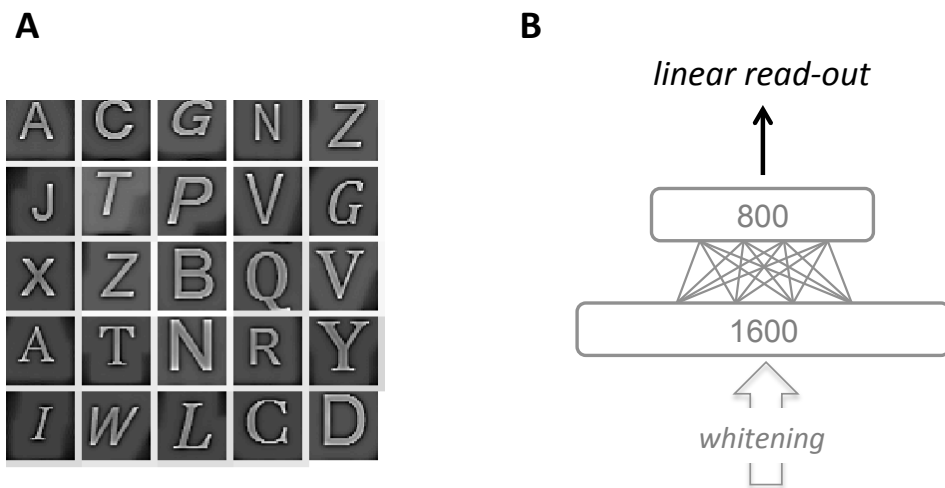 A
B
A C G N Z
J T P V G
X Z B Q V
A T N R Y
I W L C D
linear read-out
800
1600
whitening